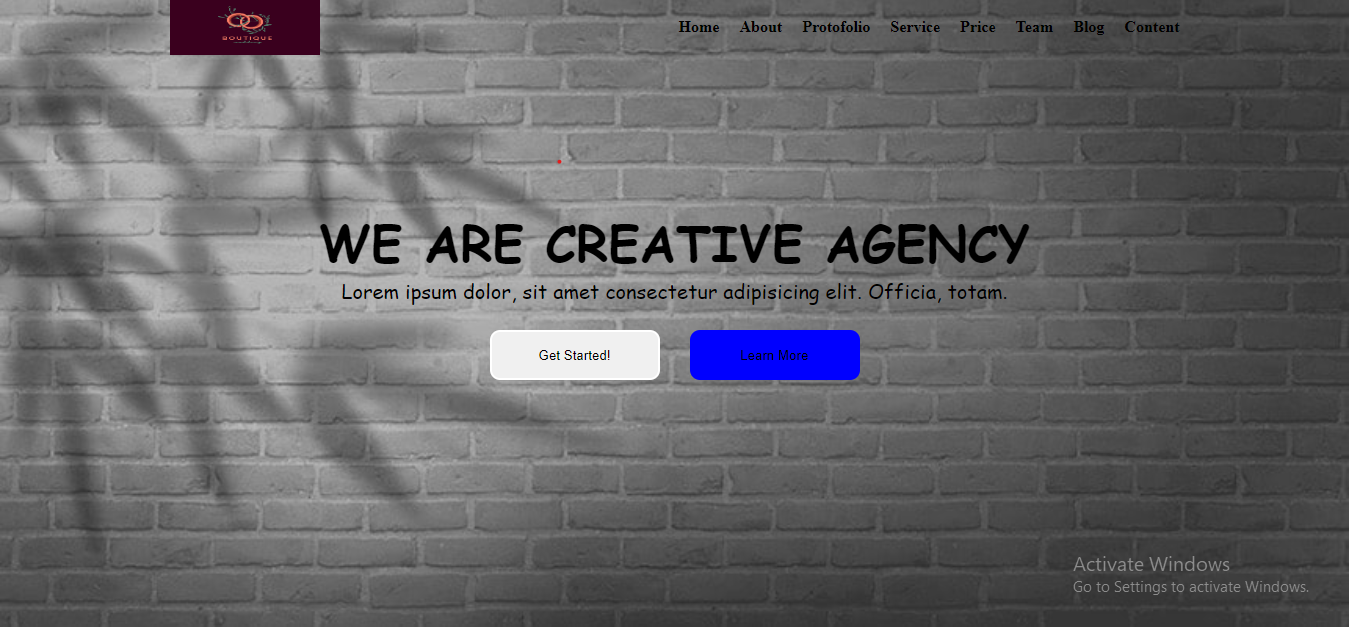 BOUTIQUE
Home About Protofolio Service Price Team Blog Content
WE ARE CREATIVE AGENCY
Lorem ipsum dolor, sit amet consectetur adipisicing elit. Officia, totam.
Get Started! Learn More
Activate Windows
Go to Settings to activate Windows.